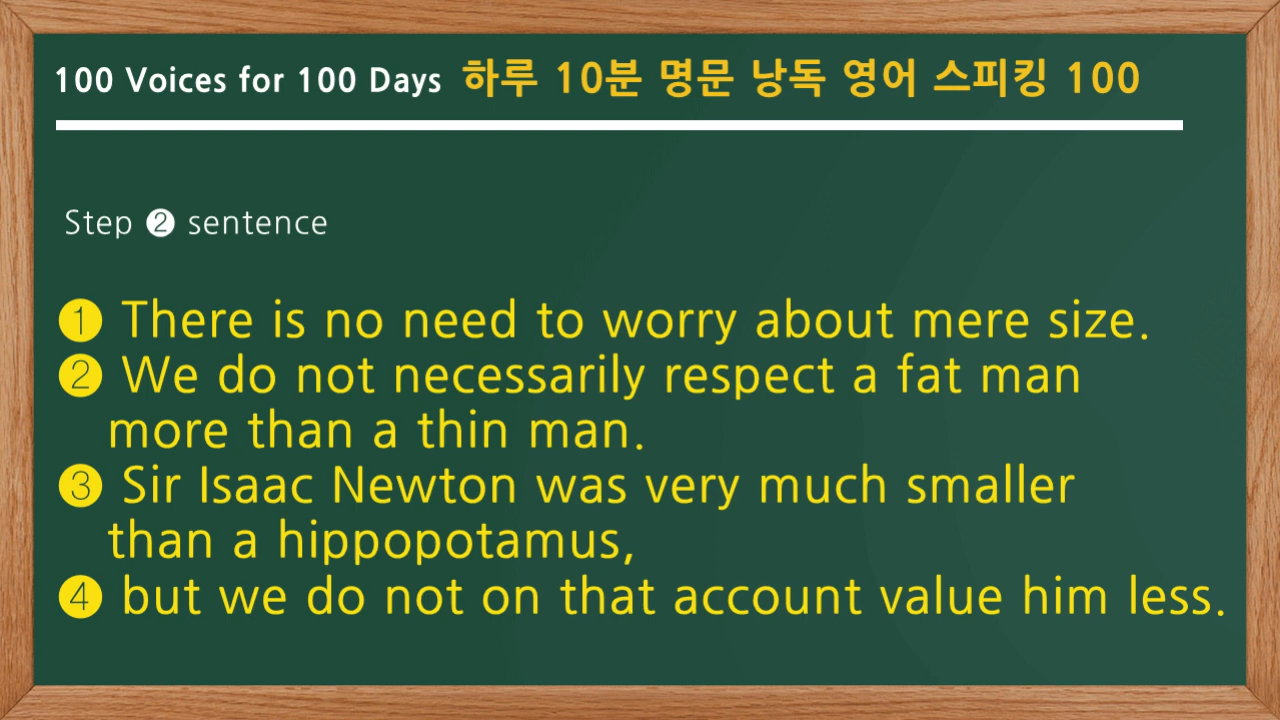 100 Voices for 100 Days 하루 10분 명문 낭독 영어 스피킹 100
Step ❷ sentence
❶ There is no need to worry about mere size.
❷ We do not necessarily respect a fat man
more than a thin man.
❸ Sir Isaac Newton was very much smaller
than a hippopotamus,
❹ but we do not on that account value him less.